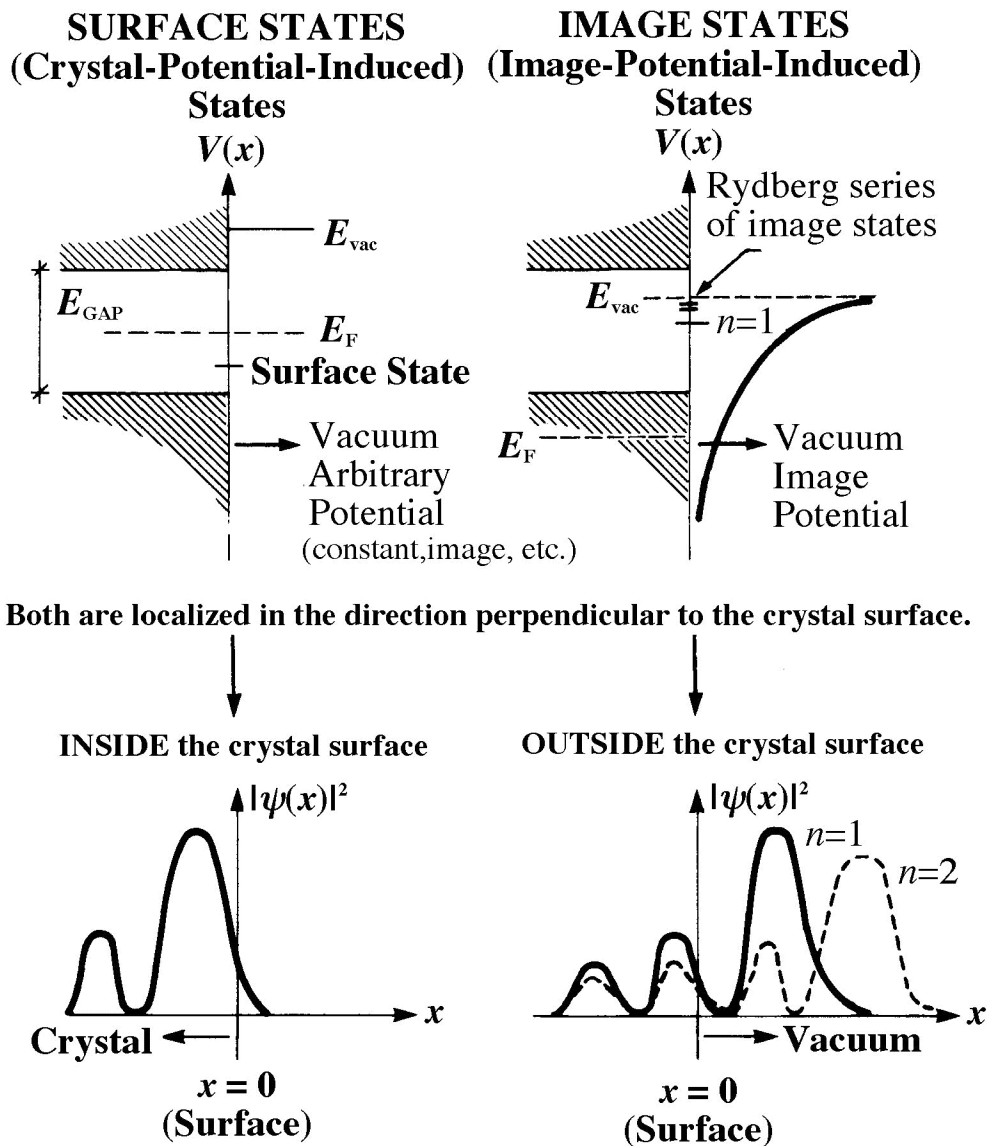 SURFACE STATES
(Crystal-Potential-Induced)
States
V(x)
E_vac
E_GAP
E_F
Surface State
Vacuum
Arbitrary
Potential
(constant,image, etc.)
IMAGE STATES
(Image-Potential-Induced)
States
V(x)
Rydberg series
of image states
E_vac
n=1
E_F
Vacuum
Image
Potential
Both are localized in the direction perpendicular to the crystal surface.
INSIDE the crystal surface
|ψ(x)|²
x
Crystal
x = 0
(Surface)
OUTSIDE the crystal surface
|ψ(x)|²
n=1
n=2
x
Vacuum
x = 0
(Surface)